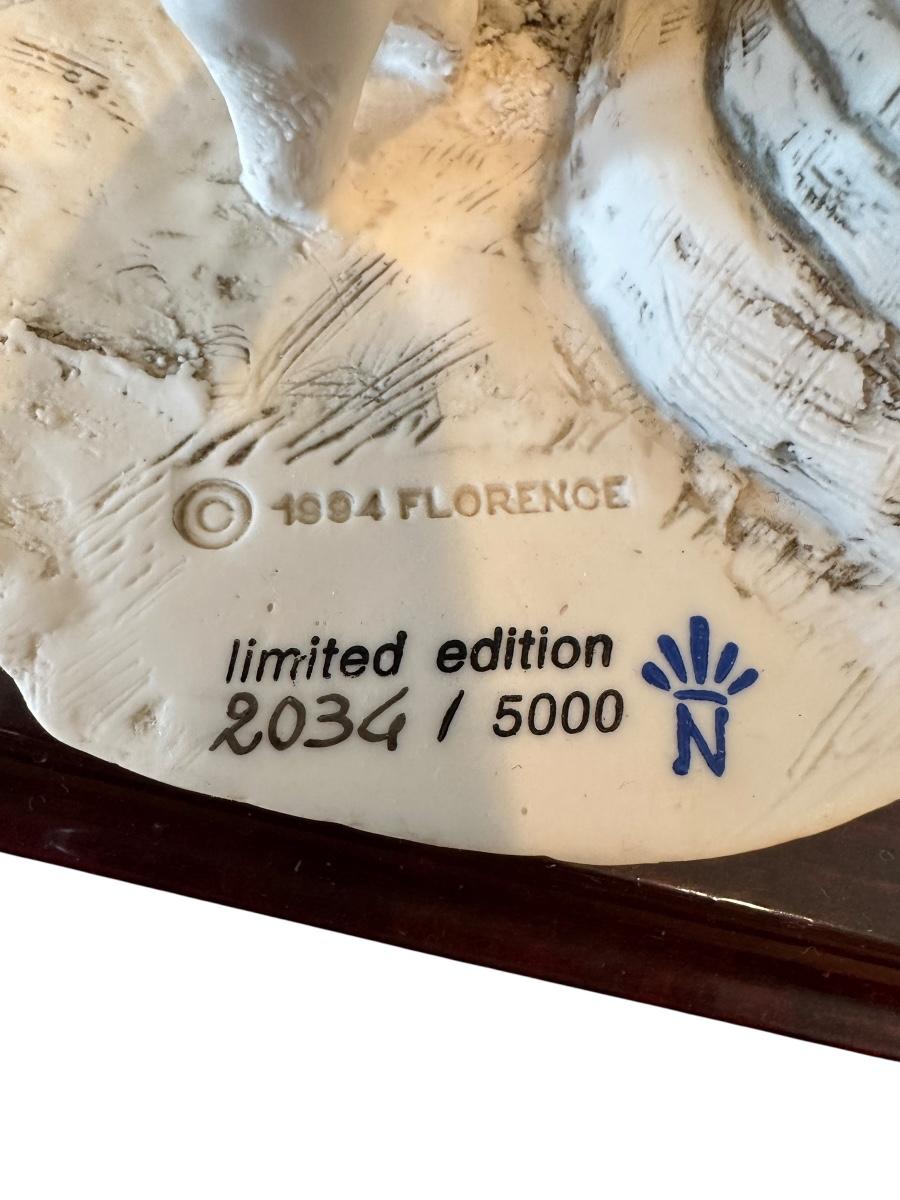 © 1994 FLORENCE
limited edition
2034 / 5000
N